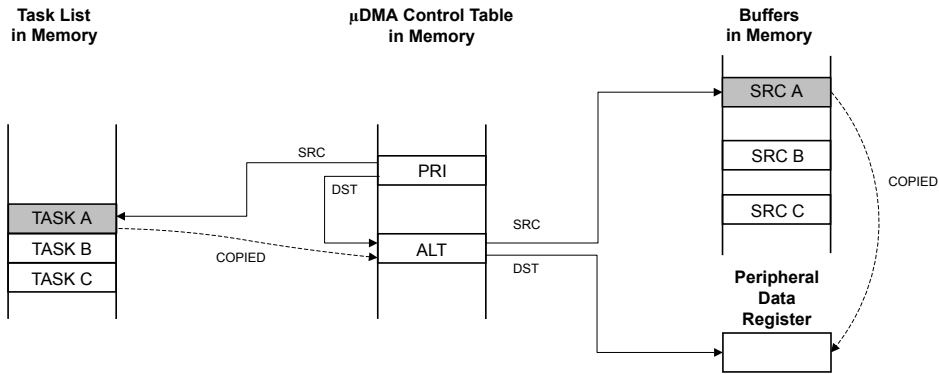 Task List
in Memory
µDMA Control Table
in Memory
Buffers
in Memory
SRC A
SRC
PRI
SRC B
DST
COPIED
SRC C
TASK A
SRC
TASK B
ALT
COPIED
DST
TASK C
Peripheral
Data
Register